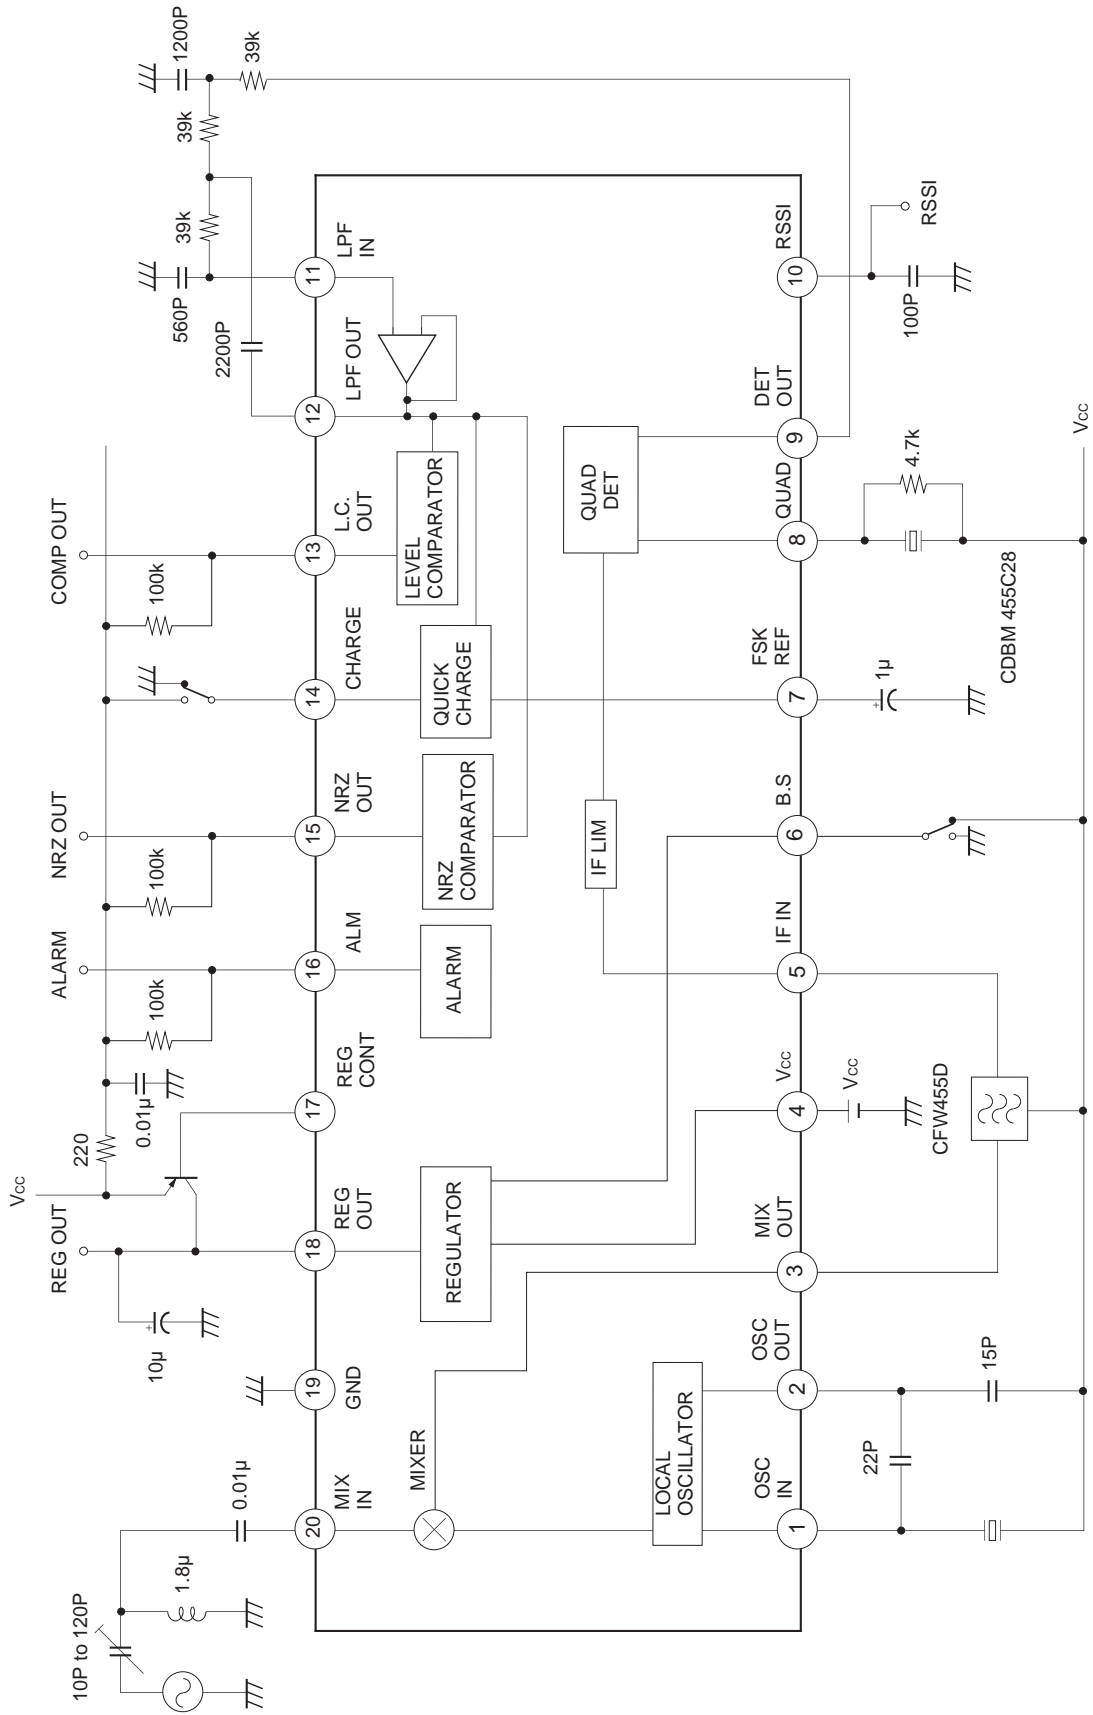 10P to 120P
1.8µ
0.01µ
10µ
REG OUT
VCC
220
0.01µ
ALARM
100k
NRZ OUT
100k
100k
COMP OUT
2200P
560P
39k
39k
1200P
39k
20
MIX
IN
19
GND
18
REG
OUT
17
REG
CONT
16
ALM
15
NRZ
OUT
14
CHARGE
13
L.C.
OUT
12
LPF OUT
11
LPF
IN
MIXER
REGULATOR
ALARM
NRZ
COMPARATOR
QUICK
CHARGE
LEVEL
COMPARATOR
LOCAL
OSCILLATOR
IF LIM
QUAD
DET
OSC
IN
1
OSC
OUT
2
MIX
OUT
3
VCC
4
IF IN
5
B.S
6
FSK
REF
7
QUAD
8
DET
OUT
9
RSSI
10
22P
15P
VCC
CFW455D
1µ
+
+
CDBM 455C28
4.7k
VCC
100P
RSSI